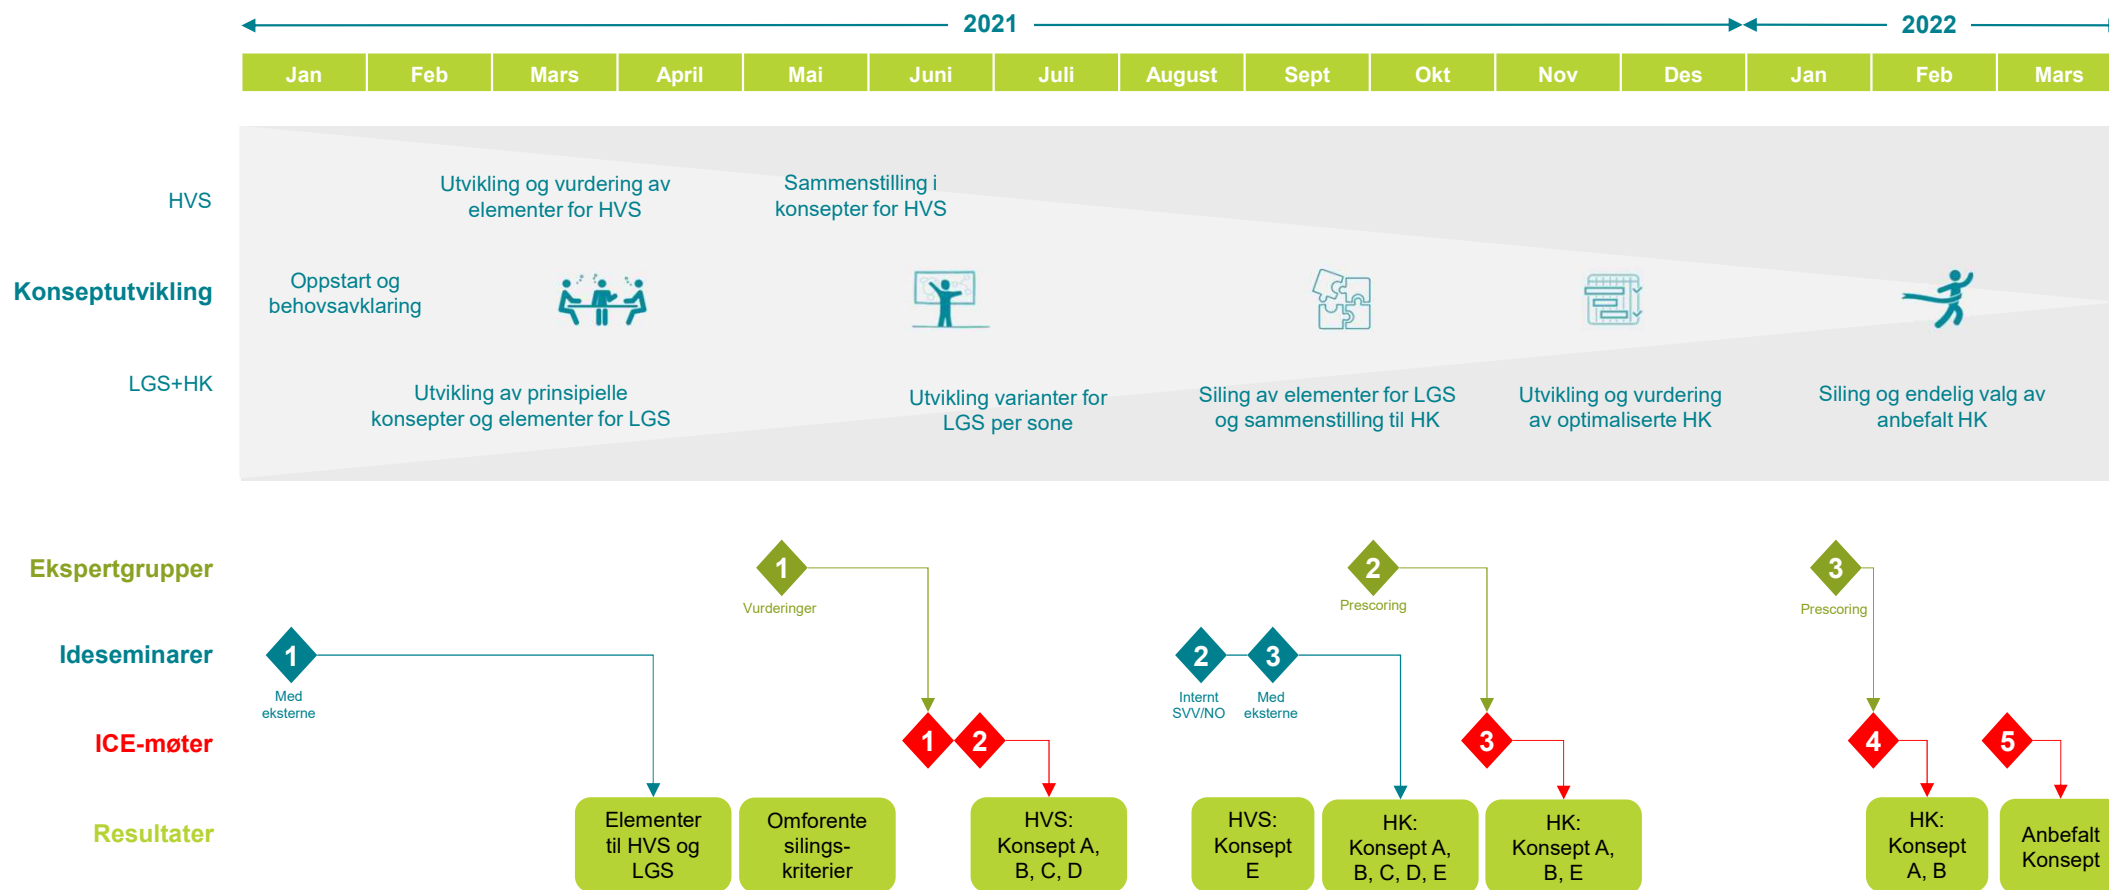 2021
2022
Jan
Feb
Mars
April
Mai
Juni
Juli
August
Sept
Okt
Nov
Des
Jan
Feb
Mars
HVS
Utvikling og vurdering av
elementer for HVS
Sammenstilling i
konsepter for HVS
Konseptutvikling
Oppstart og
behovsavklaring
LGS+HK
Utvikling av prinsipielle
konsepter og elementer for LGS
Utvikling varianter for
LGS per sone
Siling av elementer for LGS
og sammenstilling til HK
Utvikling og vurdering
av optimaliserte HK
Siling og endelig valg av
anbefalt HK
Ekspertgrupper
1
Vurderinger
2
Prescoring
3
Prescoring
Ideseminarer
1
Med
eksterne
2
Internt
SVV/NO
3
Med
eksterne
ICE-møter
1
2
3
4
5
Resultater
Elementer
til HVS og
LGS
Omforente
silings-
kriterier
HVS:
Konsept A,
B, C, D
HVS:
Konsept
E
HK:
Konsept A,
B, C, D, E
HK:
Konsept A,
B, E
HK:
Konsept
A, B
Anbefalt
Konsept